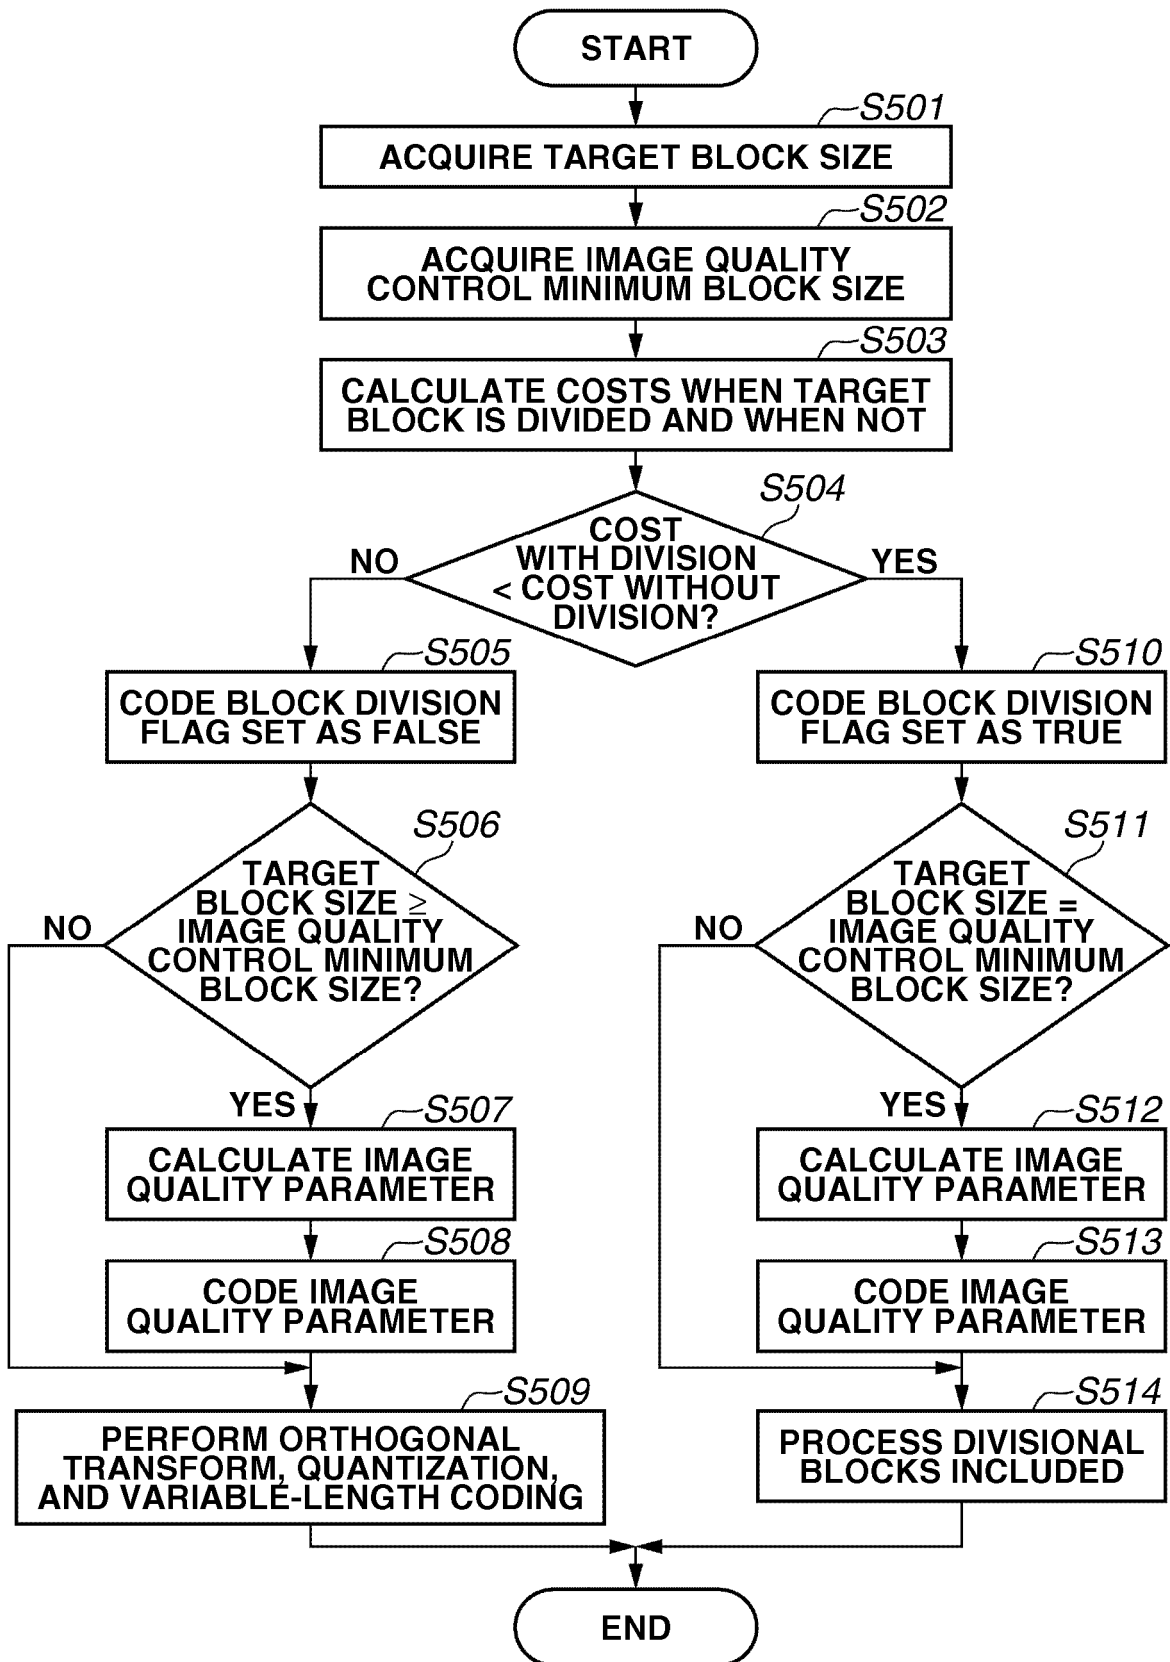 START
S501
ACQUIRE TARGET BLOCK SIZE
S502
ACQUIRE IMAGE QUALITY
CONTROL MINIMUM BLOCK SIZE
S503
CALCULATE COSTS WHEN TARGET
BLOCK IS DIVIDED AND WHEN NOT
S504
COST
WITH DIVISION
< COST WITHOUT
DIVISION?
NO
YES
S505
CODE BLOCK DIVISION
FLAG SET AS FALSE
S506
TARGET
BLOCK SIZE ≥
IMAGE QUALITY
CONTROL MINIMUM
BLOCK SIZE?
NO
YES
S507
CALCULATE IMAGE
QUALITY PARAMETER
S508
CODE IMAGE
QUALITY PARAMETER
S509
PERFORM ORTHOGONAL
TRANSFORM, QUANTIZATION,
AND VARIABLE-LENGTH CODING
S510
CODE BLOCK DIVISION
FLAG SET AS TRUE
S511
TARGET
BLOCK SIZE =
IMAGE QUALITY
CONTROL MINIMUM
BLOCK SIZE?
NO
YES
S512
CALCULATE IMAGE
QUALITY PARAMETER
S513
CODE IMAGE
QUALITY PARAMETER
S514
PROCESS DIVISIONAL
BLOCKS INCLUDED
END